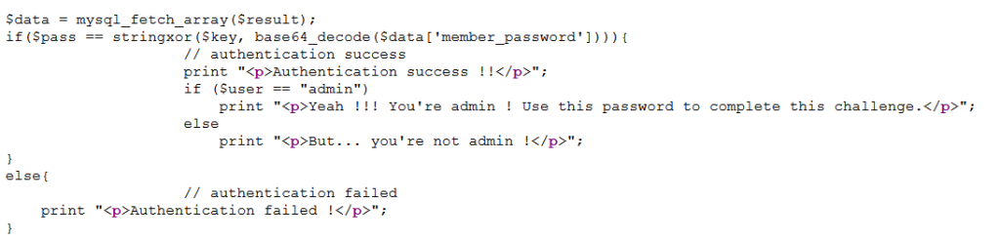 $data = mysql_fetch_array($result);
if($pass == stringxor($key, base64_decode($data['member_password']))){
// authentication success
print "<p>Authentication success !!</p>";
if ($user == "admin")
print "<p>Yeah !!! You're admin ! Use this password to complete this challenge.</p>";
else
print "<p>But... you're not admin !</p>";
}
else{
// authentication failed
print "<p>Authentication failed !</p>";
}